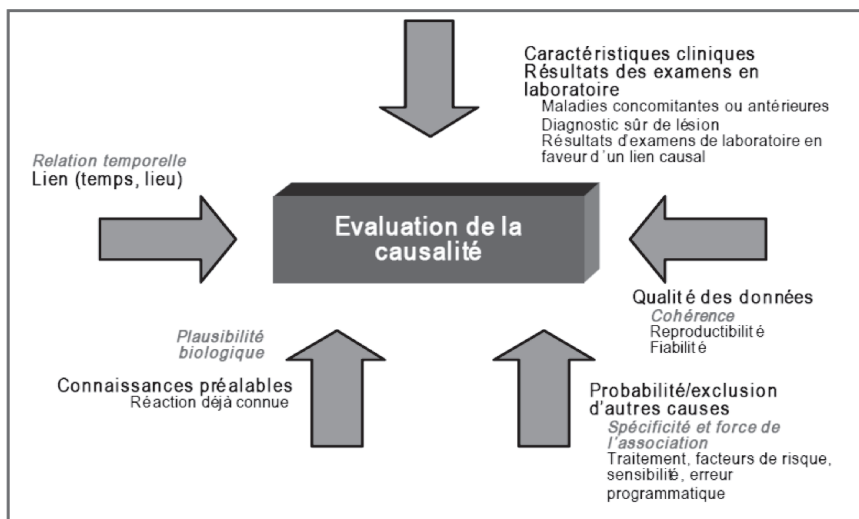 Caractéristiques cliniques
Résultats des examens en
laboratoire
Maladies concomitantes ou antérieures
Diagnostic sûr de lésion
Résultats d'examens de laboratoire en
faveur d'un lien causal
Relation temporelle
Lien (temps, lieu)
Evaluation de la
causalité
Qualité des données
Cohérence
Reproductibilité
Fiabilité
Plausibilité
biologique
Connaissances préalables
Réaction déjà connue
Probabilité/exclusion
d'autres causes
Spécificité et force de
l'association
Traitement, facteurs de risque,
sensibilité, erreur
programmatique